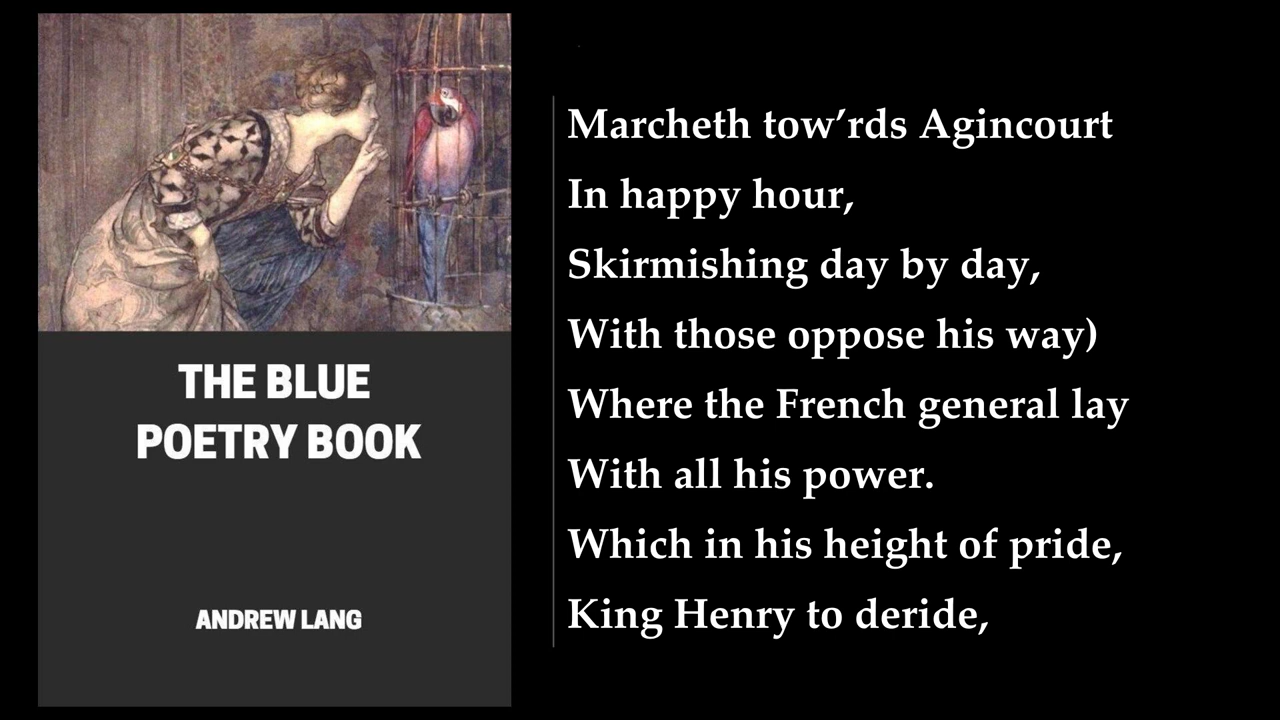 THE BLUE
POETRY BOOK
ANDREW LANG
Marcheth tow’rds Agincourt
In happy hour,
Skirmishing day by day,
With those oppose his way)
Where the French general lay
With all his power.
Which in his height of pride,
King Henry to deride,